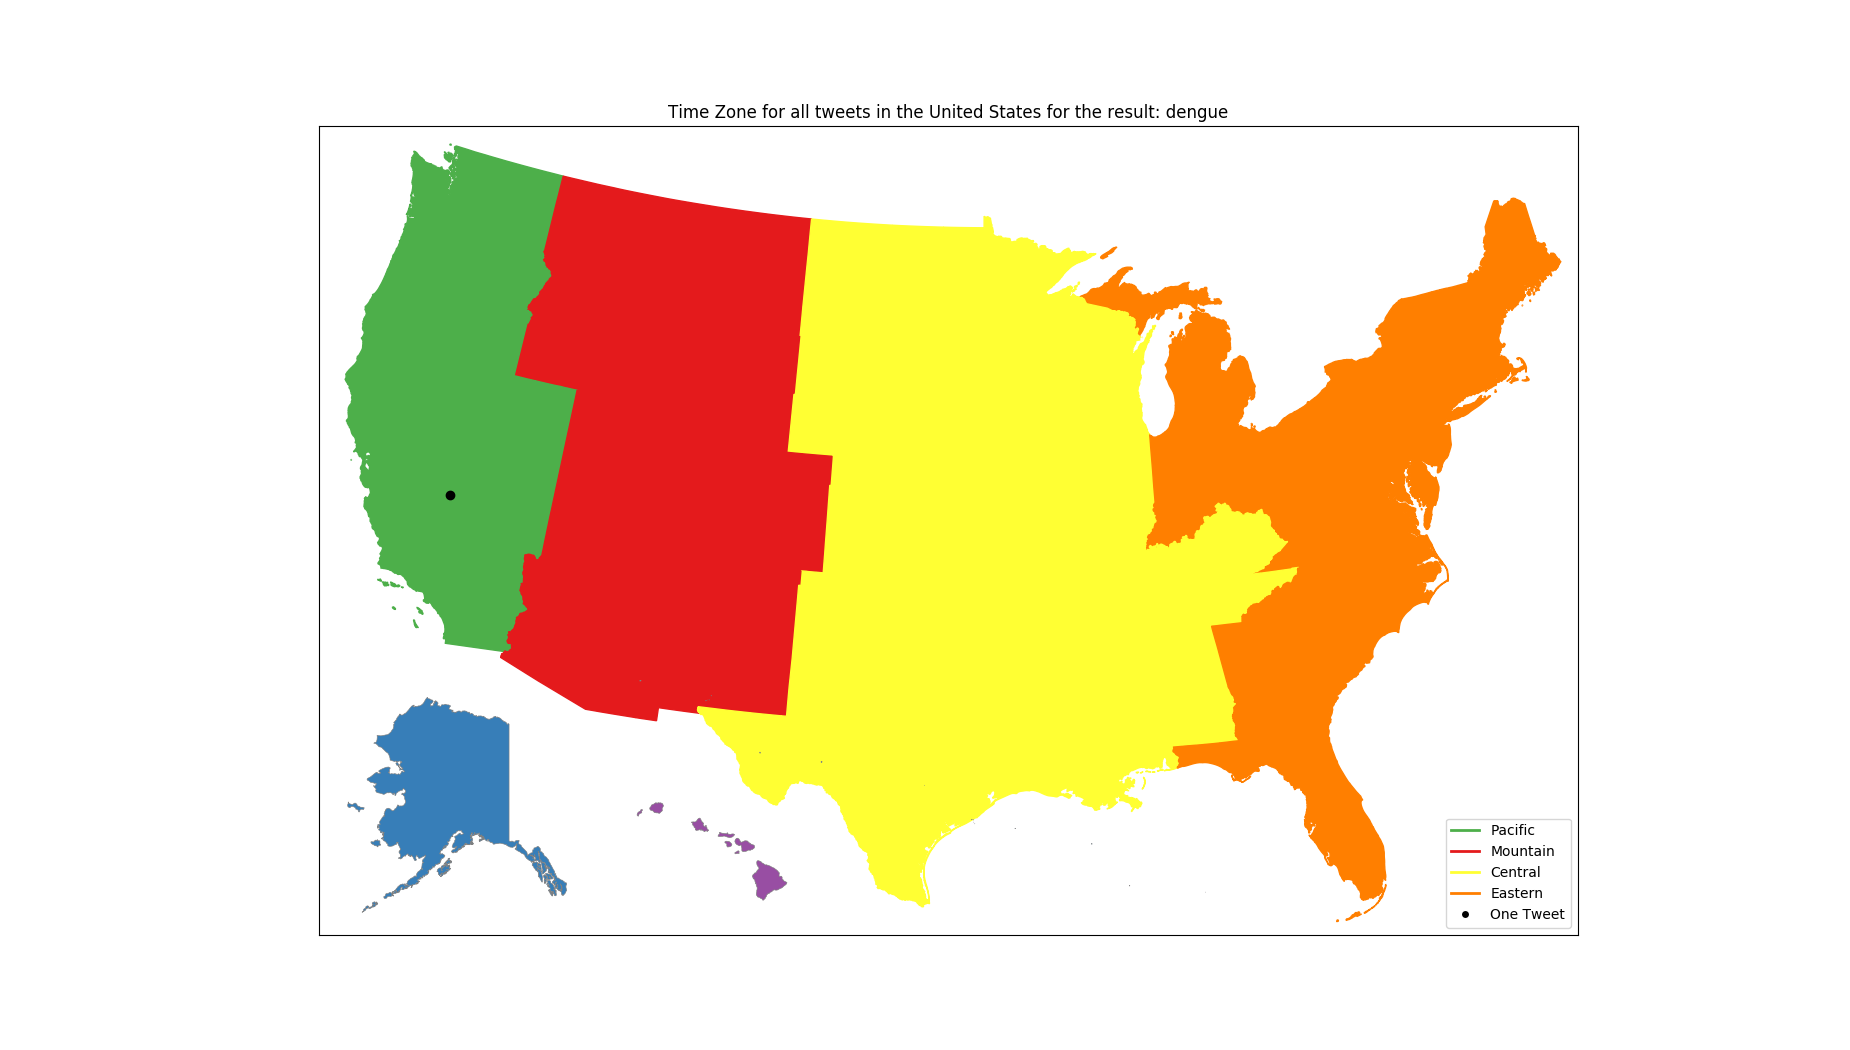 Time Zone for all tweets in the United States for the result: dengue
Pacific
Mountain
Central
Eastern
One Tweet